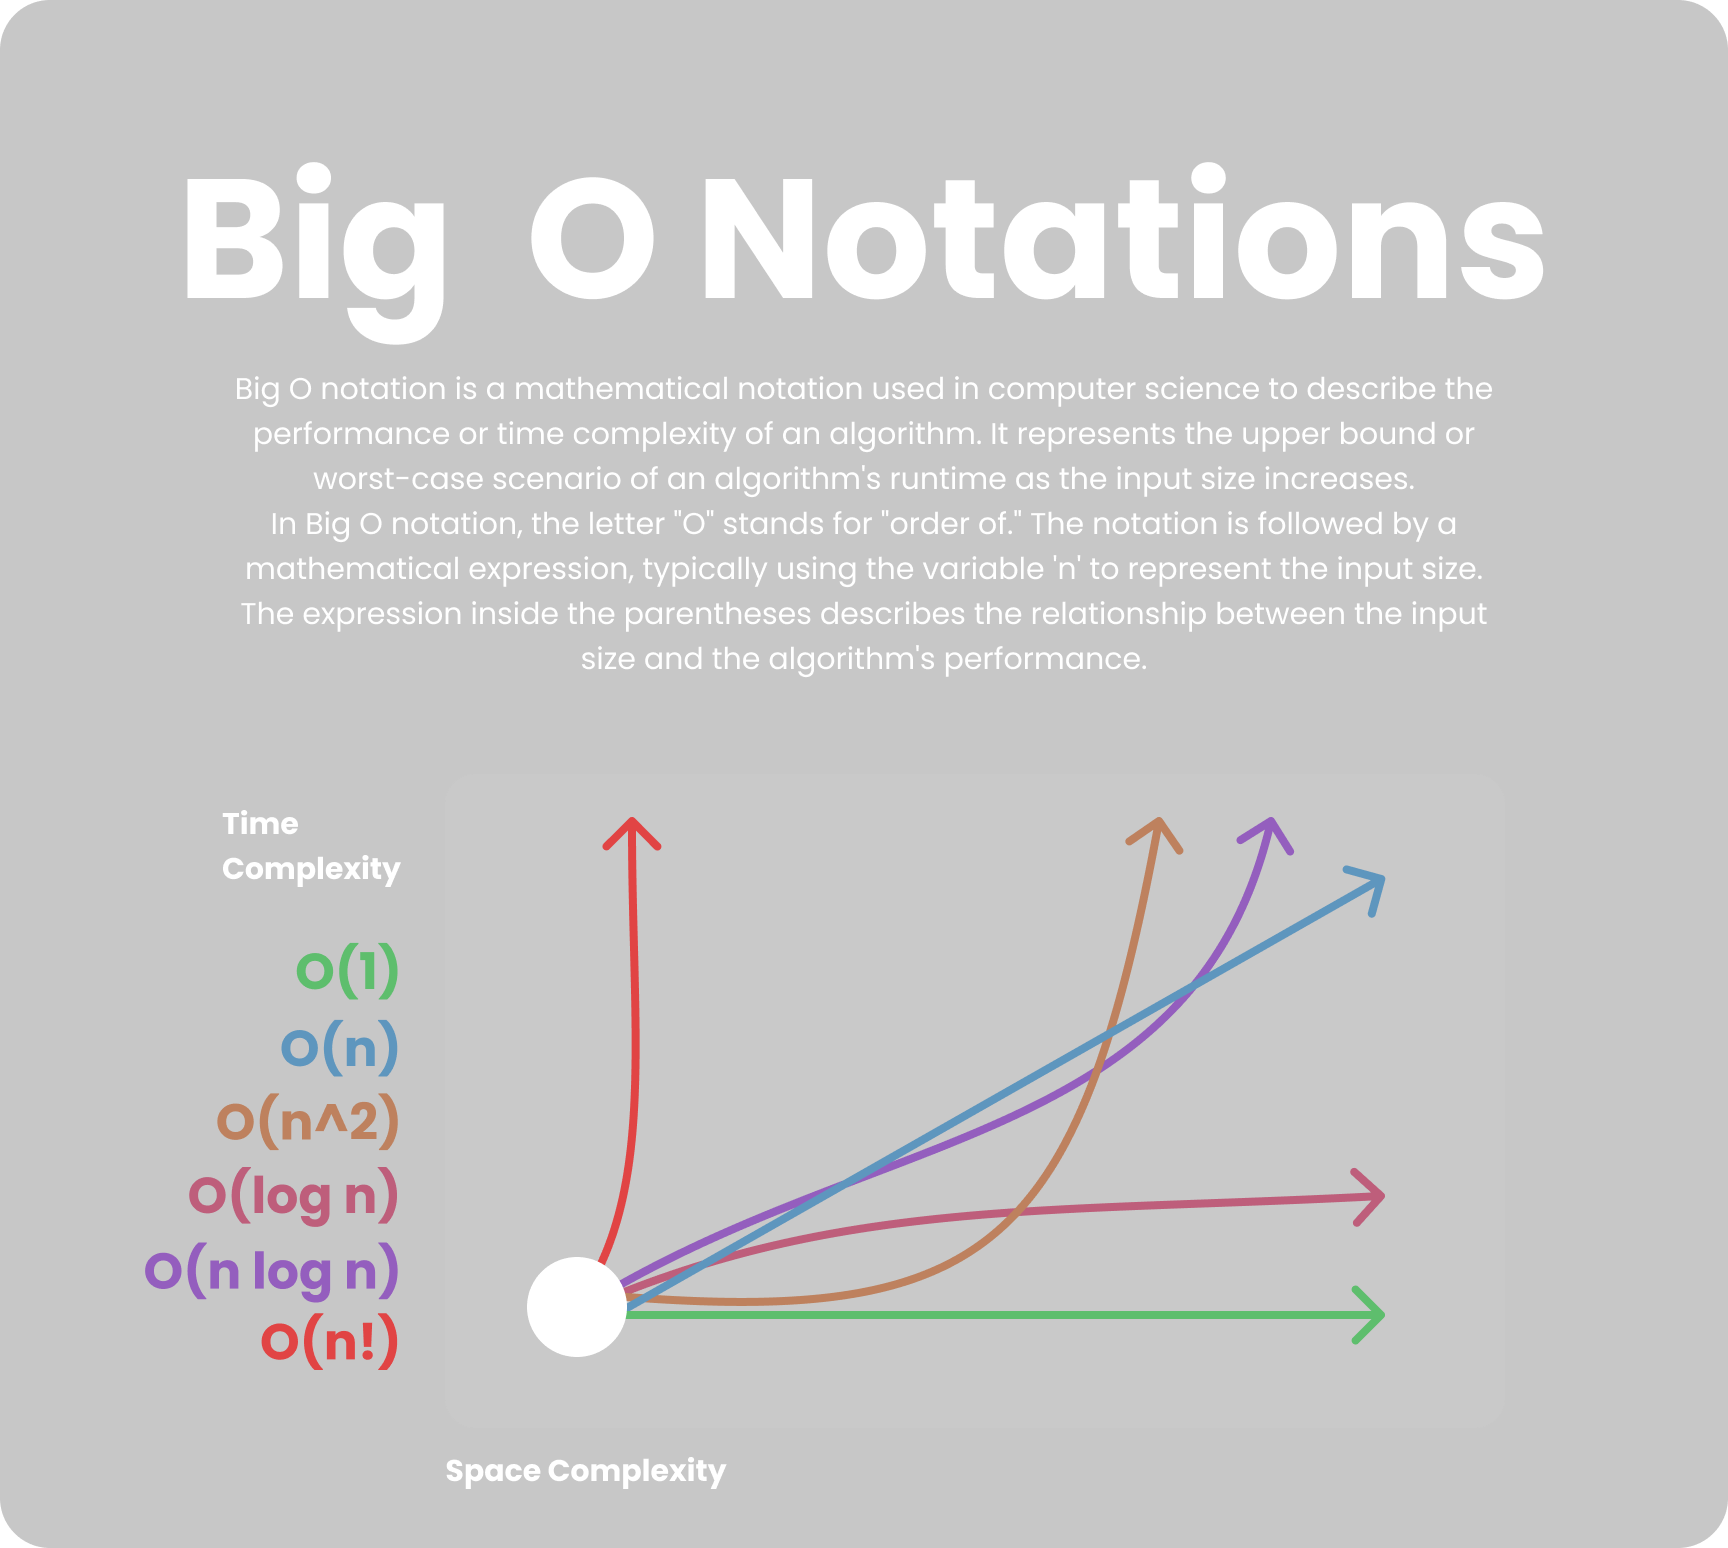 Big O Notations
Big O notation is a mathematical notation used in computer science to describe the
performance or time complexity of an algorithm. It represents the upper bound or
worst-case scenario of an algorithm's runtime as the input size increases.
In Big O notation, the letter "O" stands for "order of." The notation is followed by a
mathematical expression, typically using the variable 'n' to represent the input size.
The expression inside the parentheses describes the relationship between the input
size and the algorithm's performance.
Time
Complexity
O(1)
O(n)
O(n^2)
O(log n)
O(n log n)
O(n!)
Space Complexity